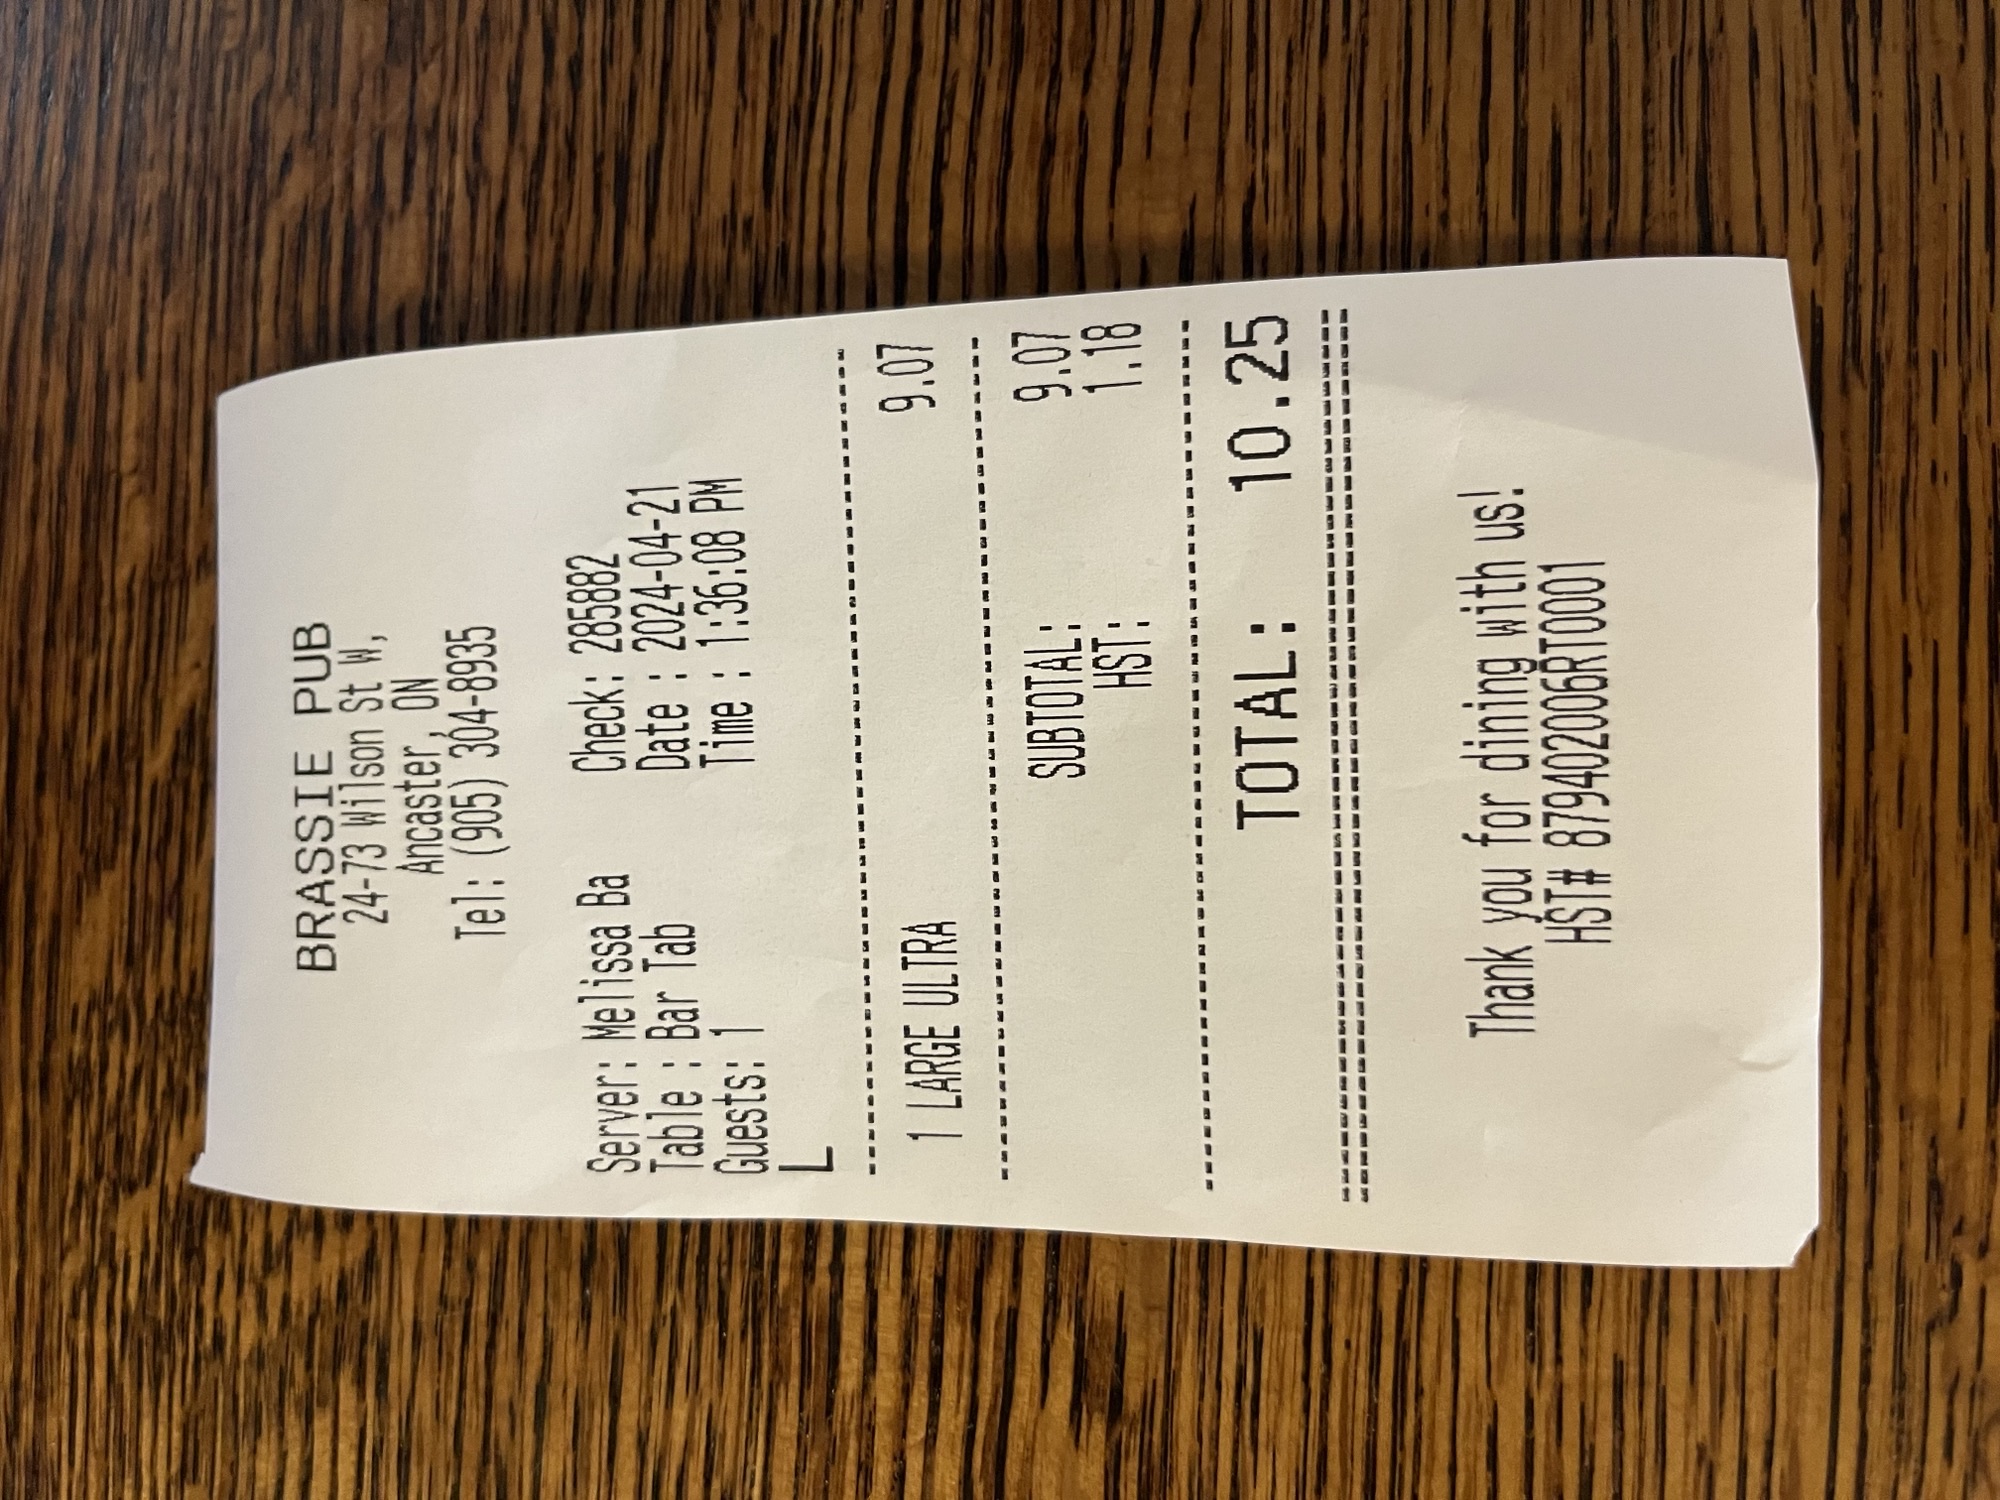 BRASSIE PUB
24-73 Wilson St W,
Ancaster, ON
Tel: (905) 304-8935
Server: Melissa Ba Check: 285882
Table : Bar Tab Date : 2024-04-21
Guests: 1 Time : 1:36:08 PM
L
1 LARGE ULTRA 9.07
SUBTOTAL: 9.07
HST: 1.18
TOTAL: 10.25
Thank you for dining with us!
HST# 879402006RT0001